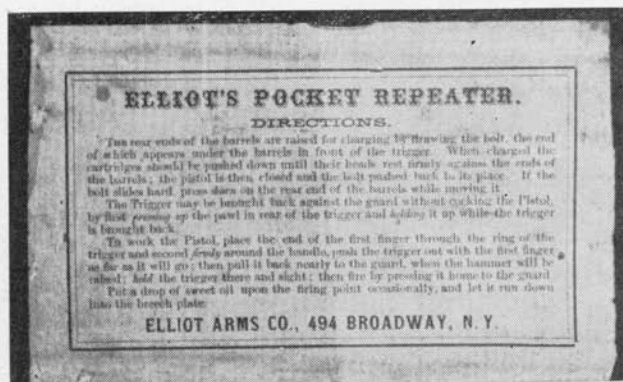 ELLIOT'S POCKET REPEATER.
DIRECTIONS.
THE rear ends of the barrels are raised for charging by drawing the bolt, the end
of which appears under the barrels in front of the trigger. When charged the
cartridges should be pushed down until their heads rest firmly against the ends of
the barrels; the pistol is then closed and the bolt pushed back to its place. If the
bolt slides hard, press down on the rear end of the barrels while moving it.
The Trigger may be brought back against the guard without cocking the Pistol,
by first pressing up the pawl in rear of the trigger and holding it up while the trigger
is brought back.
To work the Pistol, place the end of the first finger through the ring of the
trigger and second firmly around the handle, push the trigger out with the first finger
as far as it will go; then pull it back nearly to the guard, when the hammer will be
raised; hold the trigger there and sight; then fire by pressing it home to the guard
Put a drop of sweet oil upon the firing point occasionally, and let it run down
into the breech plate.
ELLIOT ARMS CO., 494 BROADWAY, N. Y.